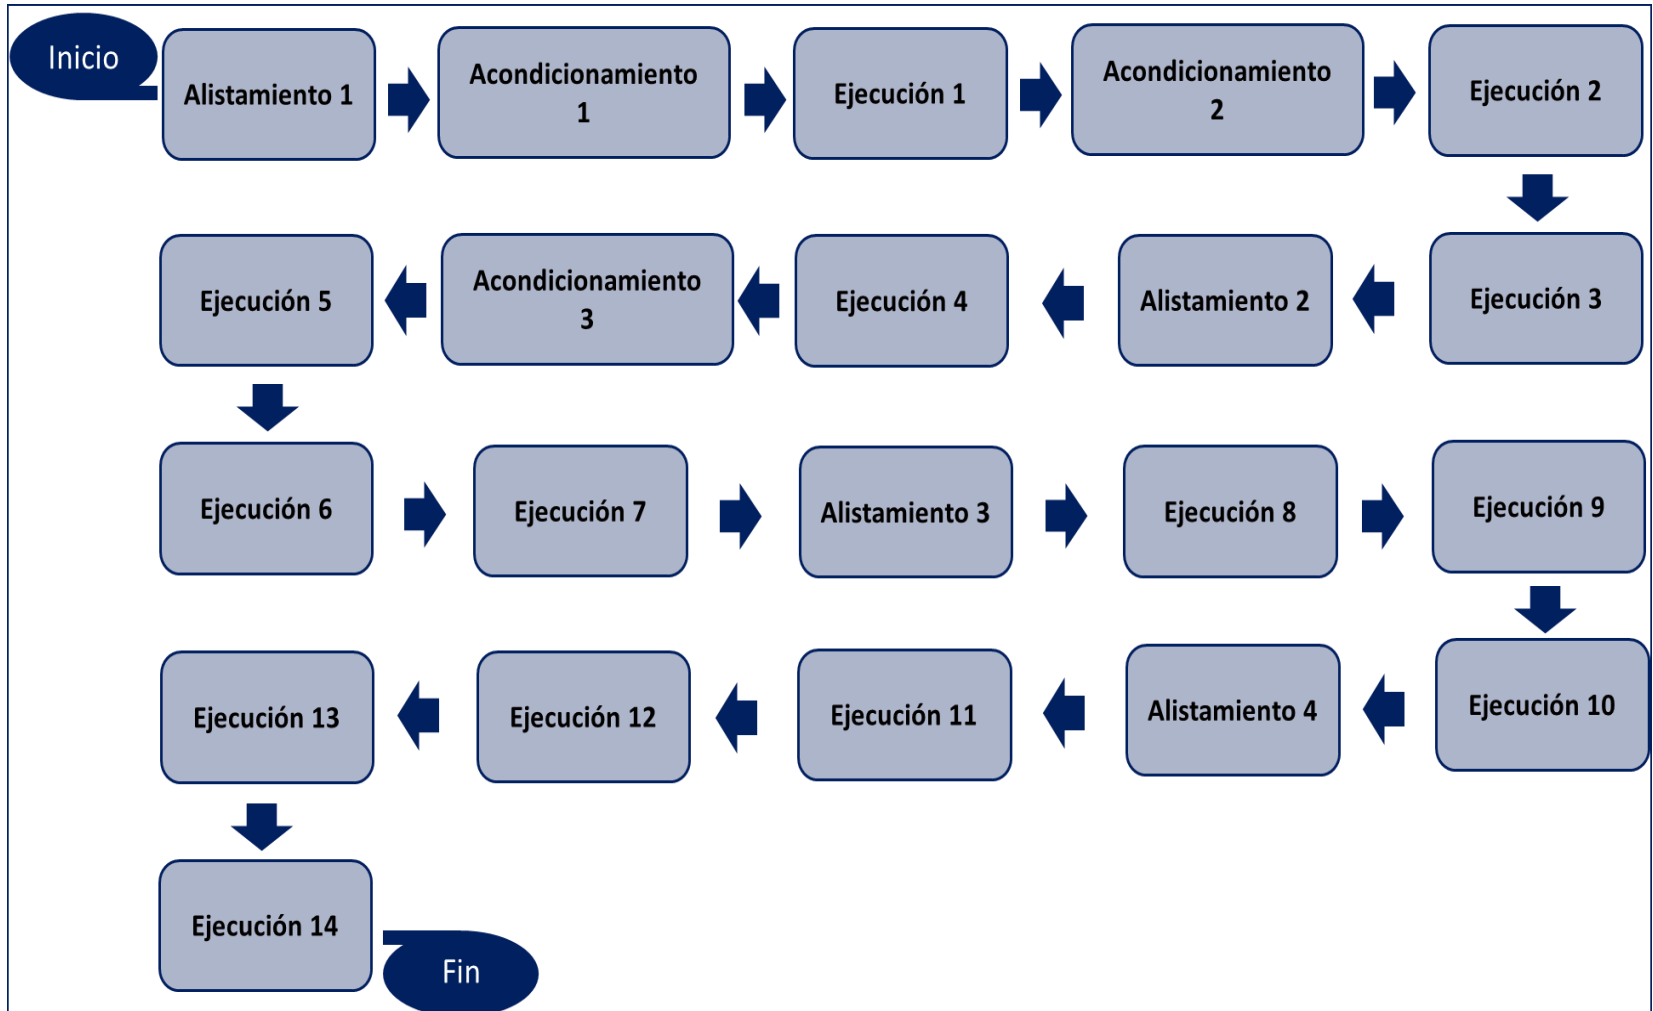 Inicio
Alistamiento 1
Acondicionamiento
1
Ejecución 1
Acondicionamiento
2
Ejecución 2
Ejecución 3
Alistamiento 2
Ejecución 4
Acondicionamiento
3
Ejecución 5
Ejecución 6
Ejecución 7
Alistamiento 3
Ejecución 8
Ejecución 9
Ejecución 10
Alistamiento 4
Ejecución 11
Ejecución 12
Ejecución 13
Ejecución 14
Fin